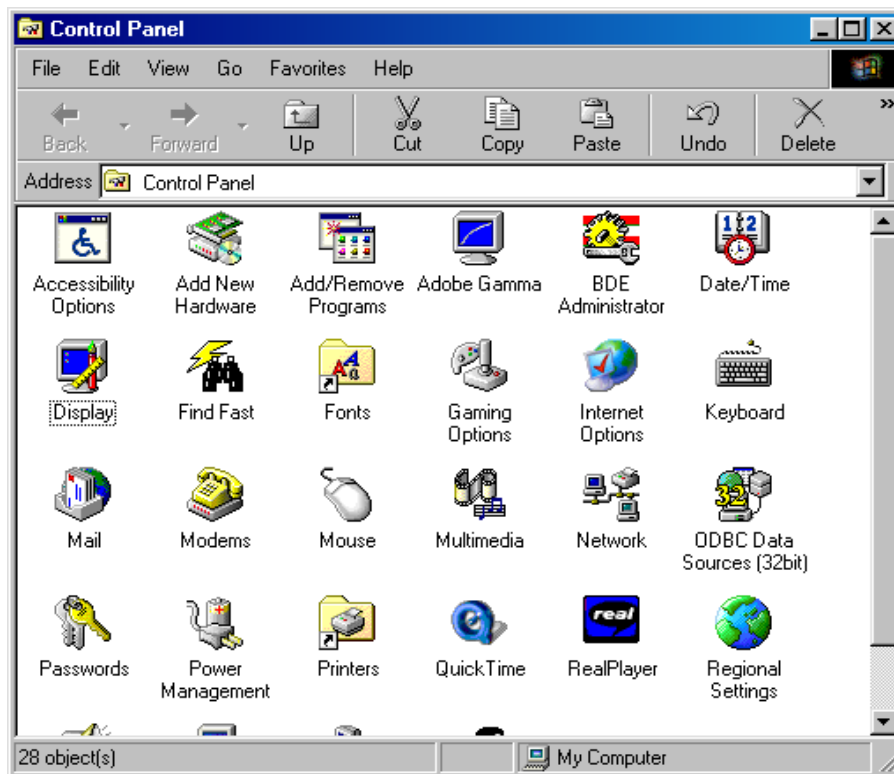 Control Panel
File Edit View Go Favorites Help
Back Forward Up Cut Copy Paste Undo Delete »
Address Control Panel
Accessibility Options
Add New Hardware
Add/Remove Programs
Adobe Gamma
BDE Administrator
Date/Time
Display
Find Fast
Fonts
Gaming Options
Internet Options
Keyboard
Mail
Modems
Mouse
Multimedia
Network
ODBC Data Sources (32bit)
Passwords
Power Management
Printers
QuickTime
real
RealPlayer
Regional Settings
28 object(s) My Computer